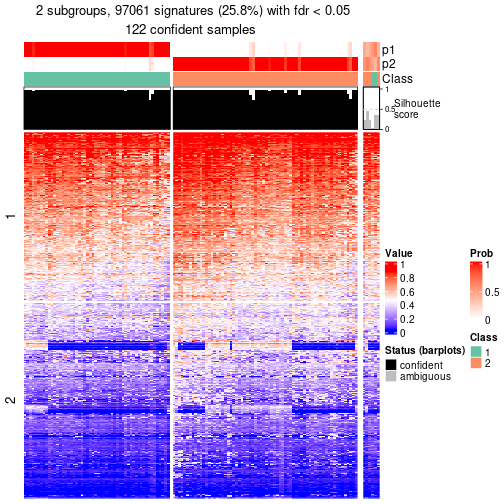 2 subgroups, 97061 signatures (25.8%) with fdr < 0.05
122 confident samples
p1
p2
Class
1
0.5
0
Silhouette
score
1
2
Value
1
0.8
0.6
0.4
0.2
0
Prob
1
0.5
0
Status (barplots)
confident
ambiguous
Class
1
2